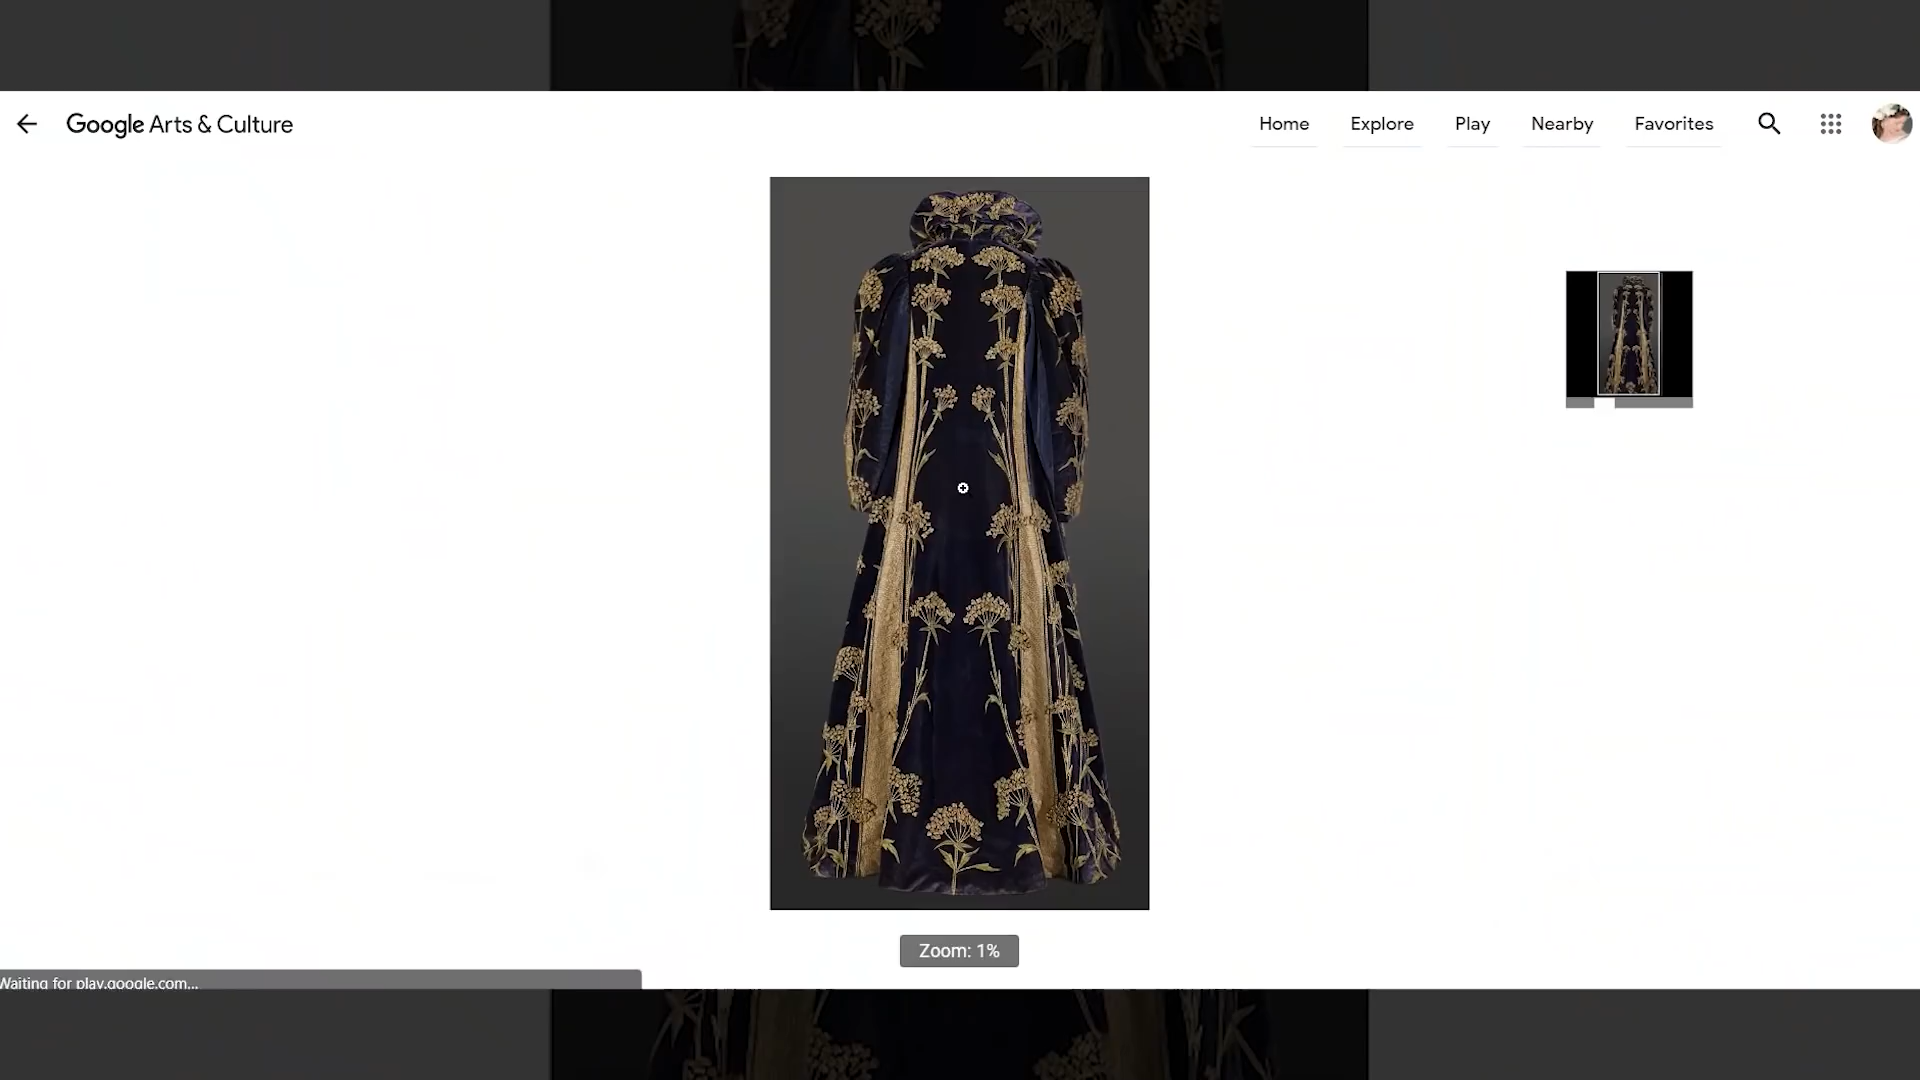 Google Arts & Culture
Home
Explore
Play
Nearby
Favorites
Zoom: 1%
Waiting for play.google.com...